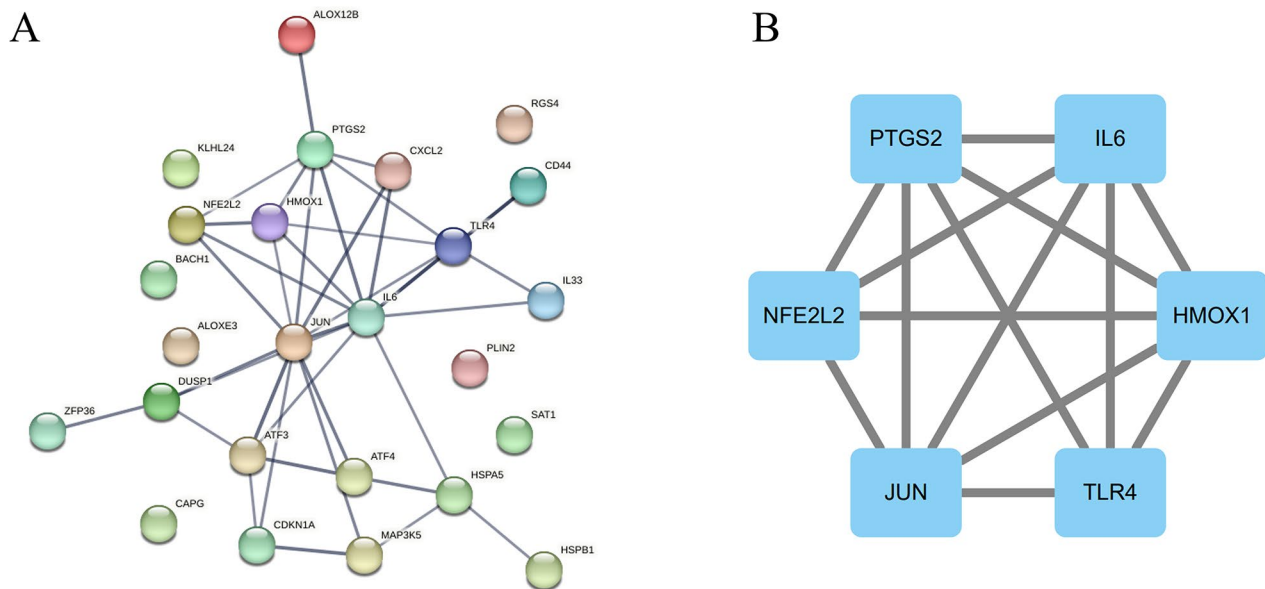 A
ALOX12B
RGS4
PTGS2
CXCL2
KLHL24
CD44
NFE2L2
HMOX1
TLR4
BACH1
IL33
IL6
JUN
ALOXE3
PLIN2
DUSP1
ZFP36
SAT1
ATF3
ATF4
HSPA5
CAPG
CDKN1A
MAP3K5
HSPB1
B
PTGS2
IL6
NFE2L2
HMOX1
JUN
TLR4